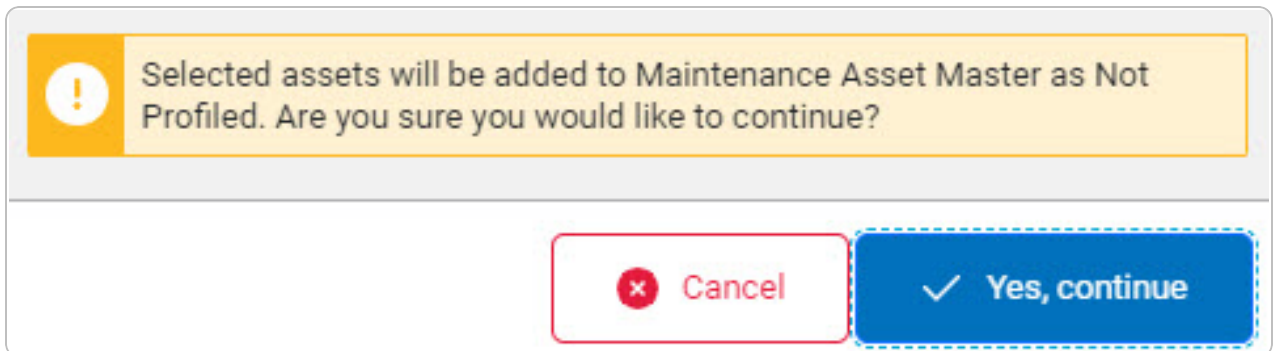 Selected assets will be added to Maintenance Asset Master as Not
Profiled. Are you sure you would like to continue?
Cancel
Yes, continue